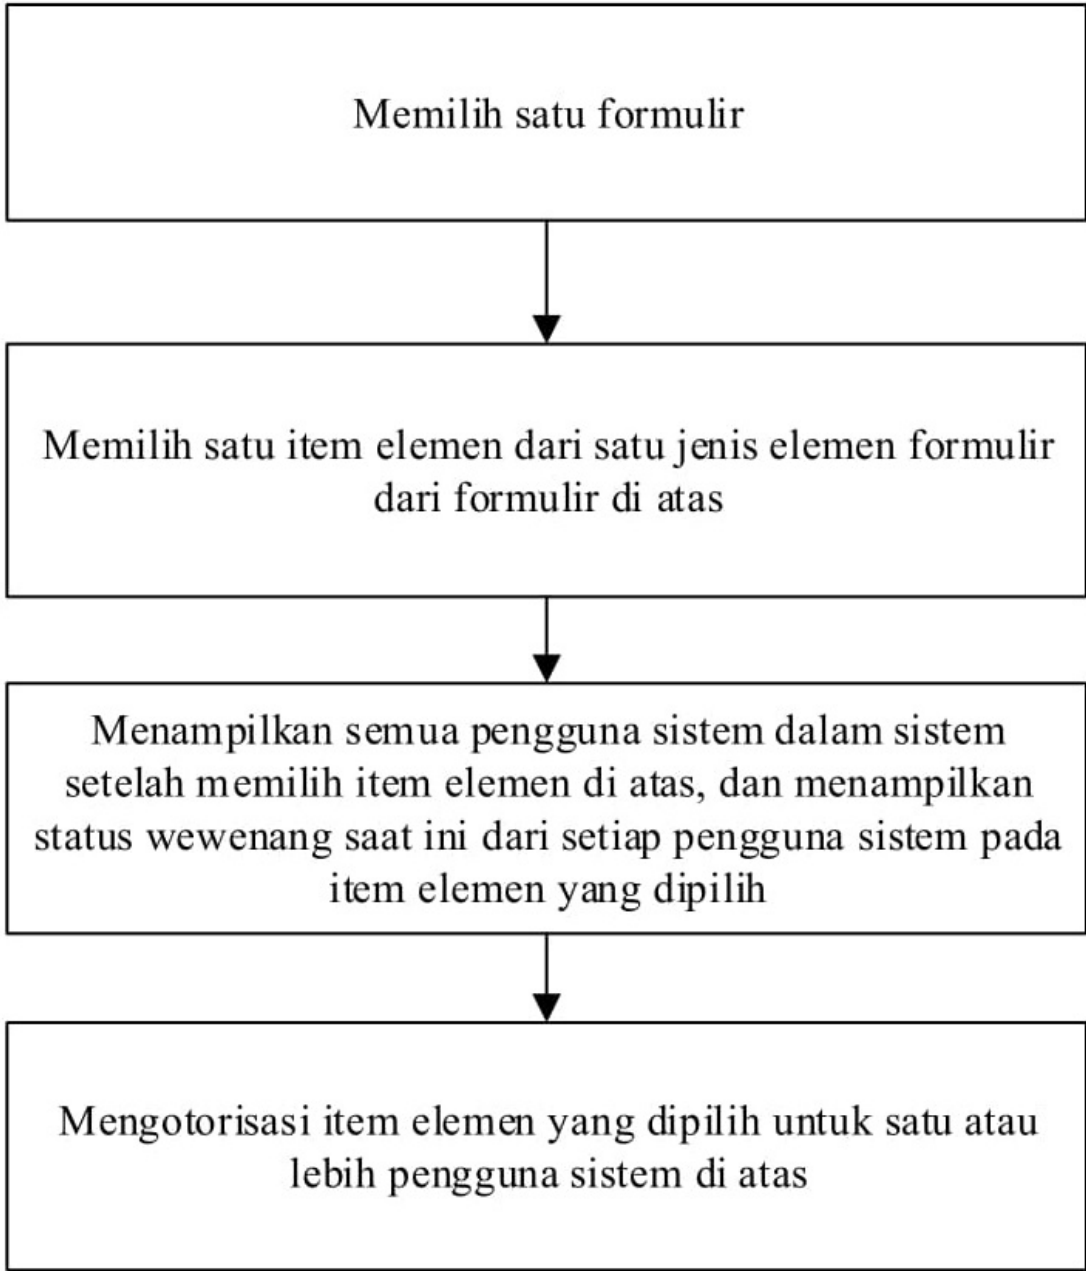 Memilih satu formulir
Memilih satu item elemen dari satu jenis elemen formulir
dari formulir di atas
Menampilkan semua pengguna sistem dalam sistem
setelah memilih item elemen di atas, dan menampilkan
status wewenang saat ini dari setiap pengguna sistem pada
item elemen yang dipilih
Mengotorisasi item elemen yang dipilih untuk satu atau
lebih pengguna sistem di atas